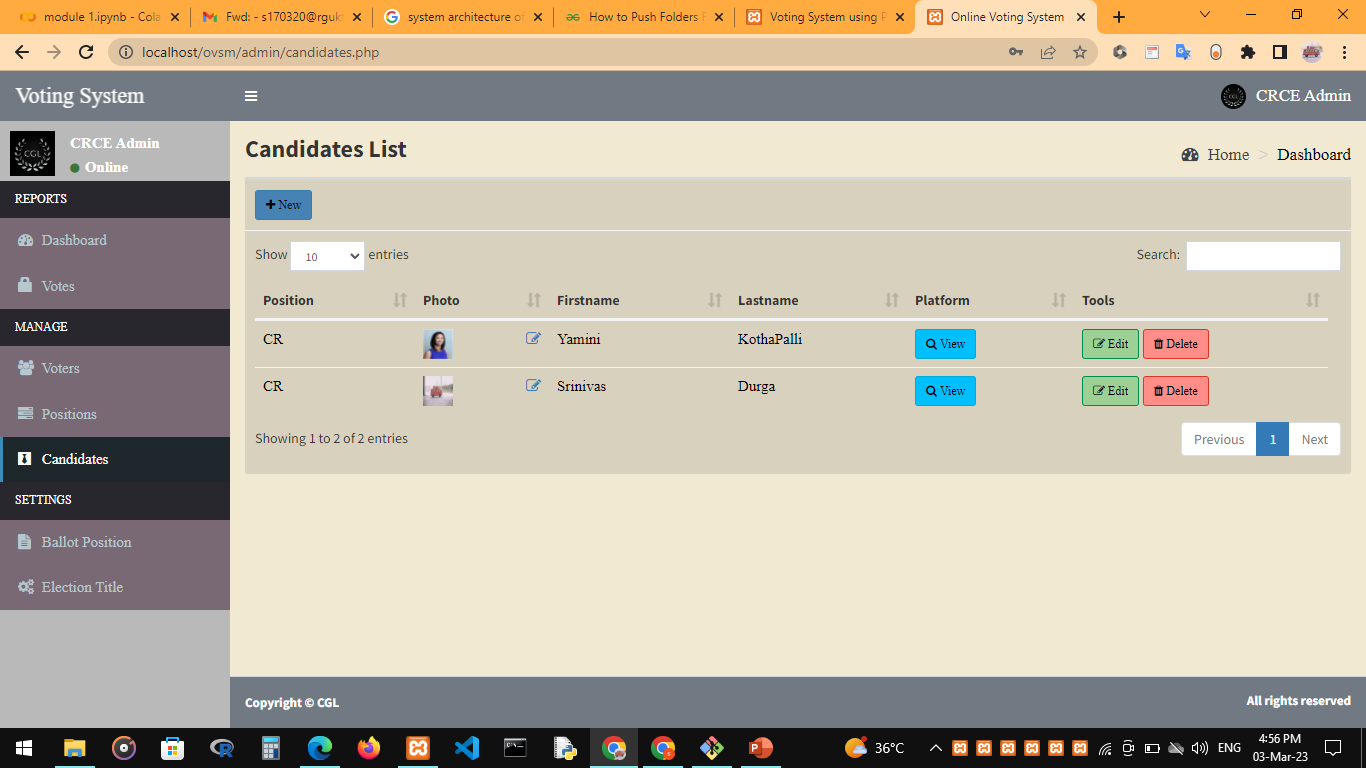 module 1.ipynb - Cola
Fwd: - s170320@rgukt
system architecture of
How to Push Folders F
Voting System using P
Online Voting System
localhost/ovsm/admin/candidates.php
Voting System
CRCE Admin
CGL
CRCE Admin
Online
Candidates List
Home > Dashboard
REPORTS
Dashboard
Votes
MANAGE
Voters
Positions
Candidates
SETTINGS
Ballot Position
Election Title
New
Show 10 entries
Search:
Position Photo Firstname Lastname Platform Tools
CR Yamini KothaPalli View Edit Delete
CR Srinivas Durga View Edit Delete
Showing 1 to 2 of 2 entries
Previous 1 Next
Copyright © CGL
All rights reserved
36°C
ENG
4:56 PM
03-Mar-23